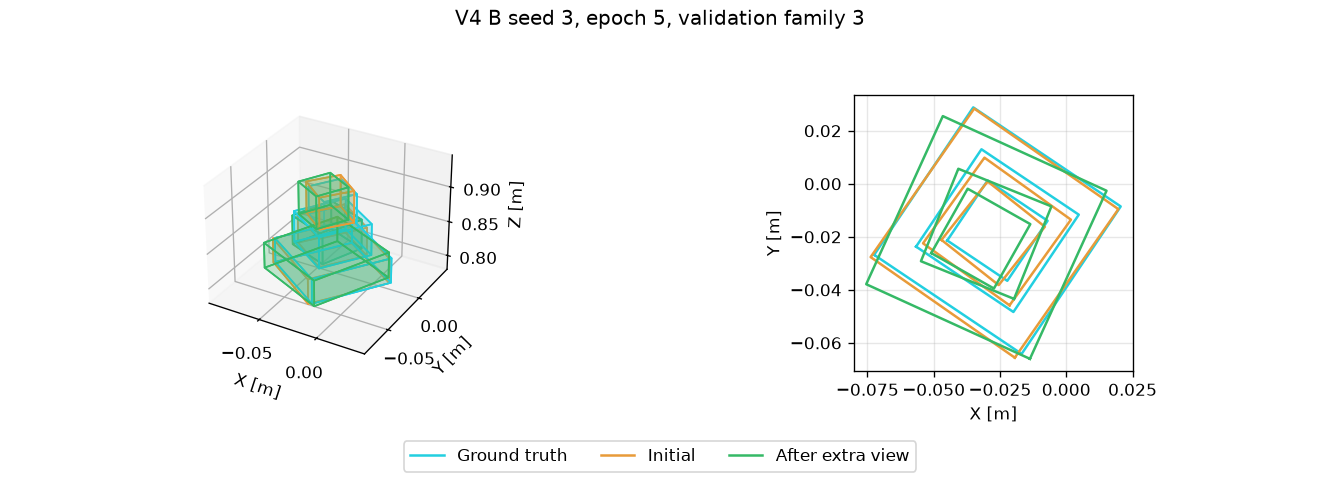 V4 B seed 3, epoch 5, validation family 3
0.90
0.85
0.80
Z [m]
0.00
−0.05
Y [m]
−0.05
0.00
X [m]
0.02
0.00
−0.02
−0.04
−0.06
Y [m]
−0.075 −0.050 −0.025 0.000 0.025
X [m]
Ground truth Initial After extra view